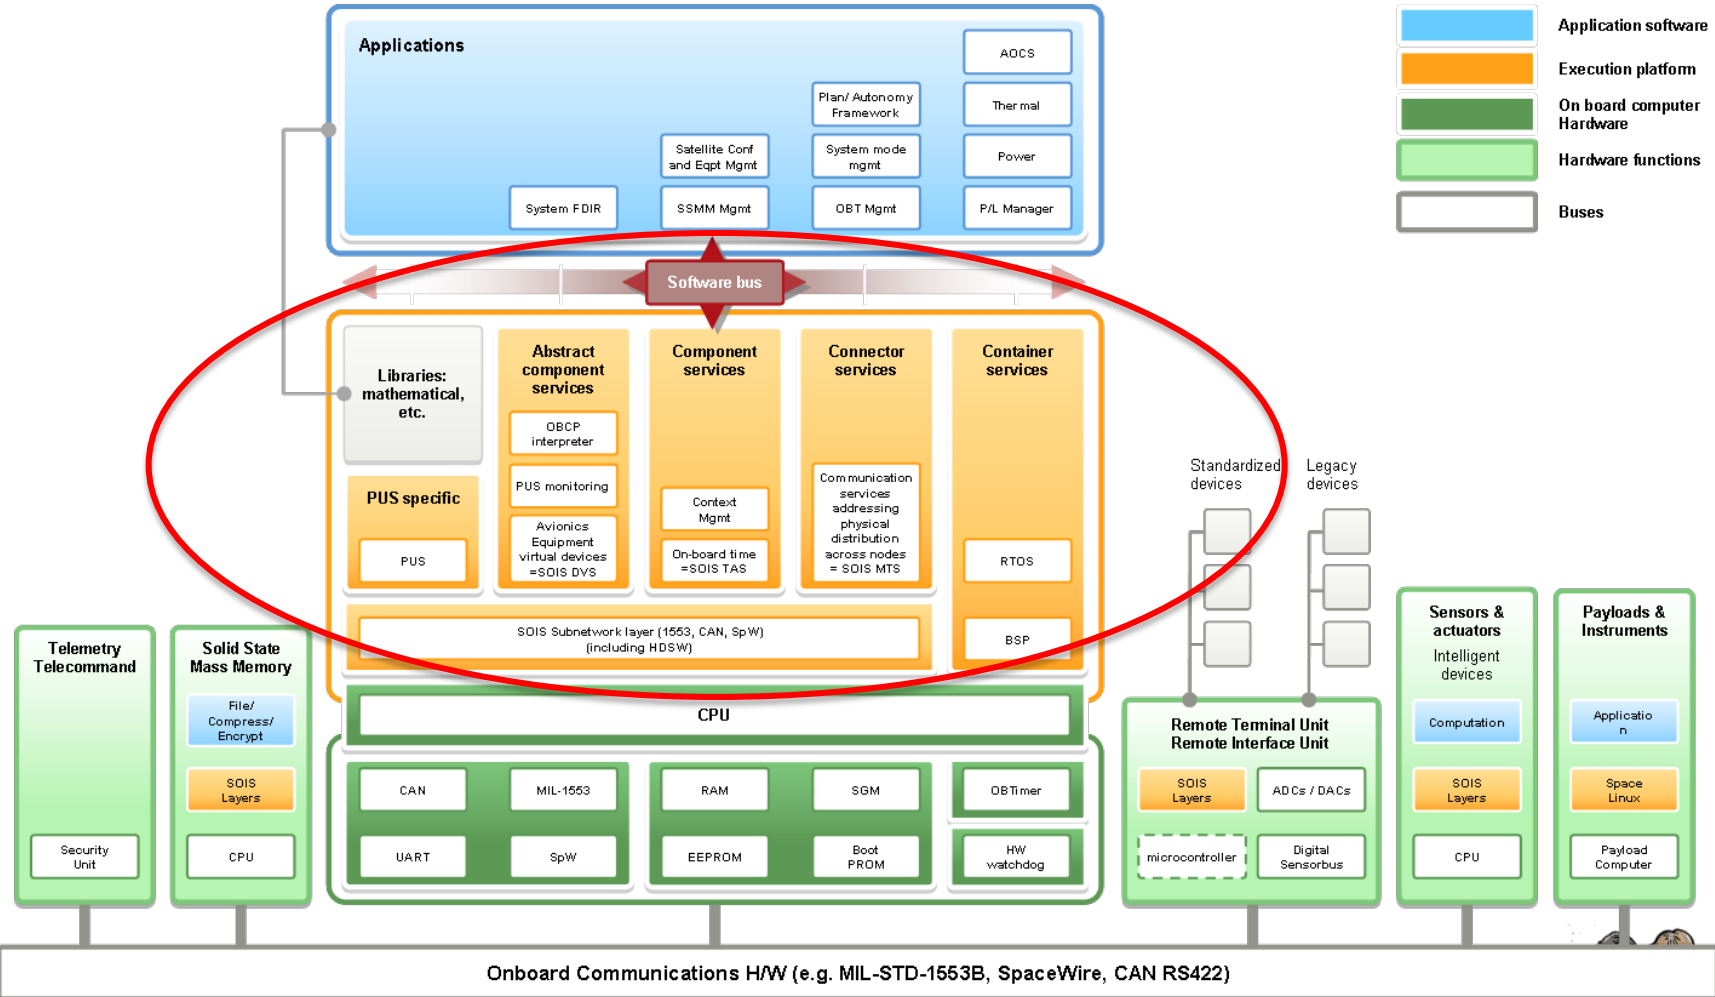 Applications
AOCS
Plan/ Autonomy
Framework
Thermal
Satellite Conf
and Eqpt Mgmt
System mode
mgmt
Power
System FDIR
SSMM Mgmt
OBT Mgmt
P/L Manager
Application software
Execution platform
On board computer
Hardware
Hardware functions
Buses
Software bus
Libraries:
mathematical,
etc.
PUS specific
PUS
Abstract
component
services
OBCP
interpreter
PUS monitoring
Avionics
Equipment
virtual devices
=SOIS DVS
Component
services
Context
Mgmt
On-board time
=SOIS TAS
Connector
services
Communication
services
addressing
physical
distribution
across nodes
= SOIS MTS
Container
services
RTOS
BSP
SOIS Subnetwork layer (1553, CAN, SpW)
(including HDSW)
CPU
CAN
MIL-1553
RAM
SGM
OBTimer
UART
SpW
EEPROM
Boot
PROM
HW
watchdog
Telemetry
Telecommand
Security
Unit
Solid State
Mass Memory
File/
Compress/
Encrypt
SOIS
Layers
CPU
Standardized
devices
Legacy
devices
Remote Terminal Unit
Remote Interface Unit
SOIS
Layers
ADCs / DACs
microcontroller
Digital
Sensorbus
Sensors &
actuators
Intelligent
devices
Computation
SOIS
Layers
CPU
Payloads &
Instruments
Applicatio
n
Space
Linux
Payload
Computer
Onboard Communications H/W (e.g. MIL-STD-1553B, SpaceWire, CAN RS422)